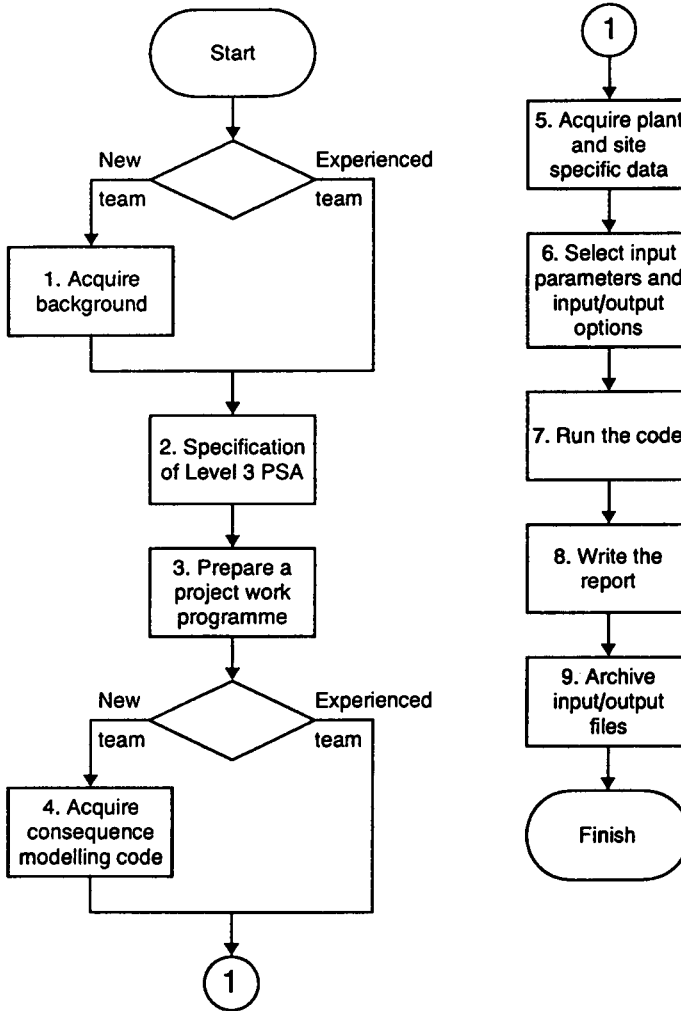 Start
New
team
Experienced
team
1. Acquire
background
2. Specification
of Level 3 PSA
3. Prepare a
project work
programme
New
team
Experienced
team
4. Acquire
consequence
modelling code
1
1
5. Acquire plant
and site
specific data
6. Select input
parameters and
input/output
options
7. Run the code
8. Write the
report
9. Archive
input/output
files
Finish